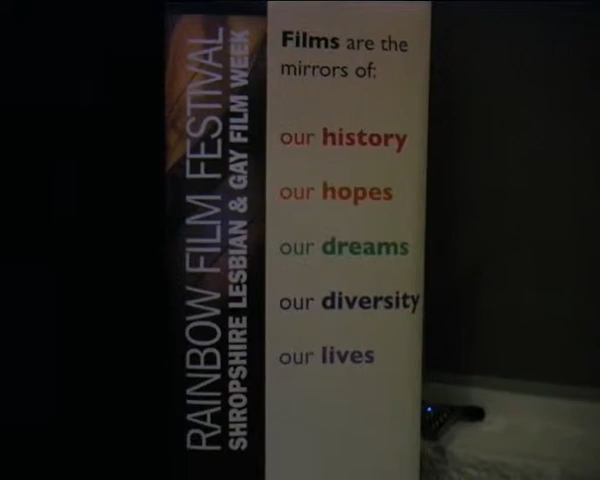 RAINBOW FILM FESTIVAL
SHROPSHIRE LESBIAN & GAY FILM WEEK
Films are the
mirrors of:
our history
our hopes
our dreams
our diversity
our lives